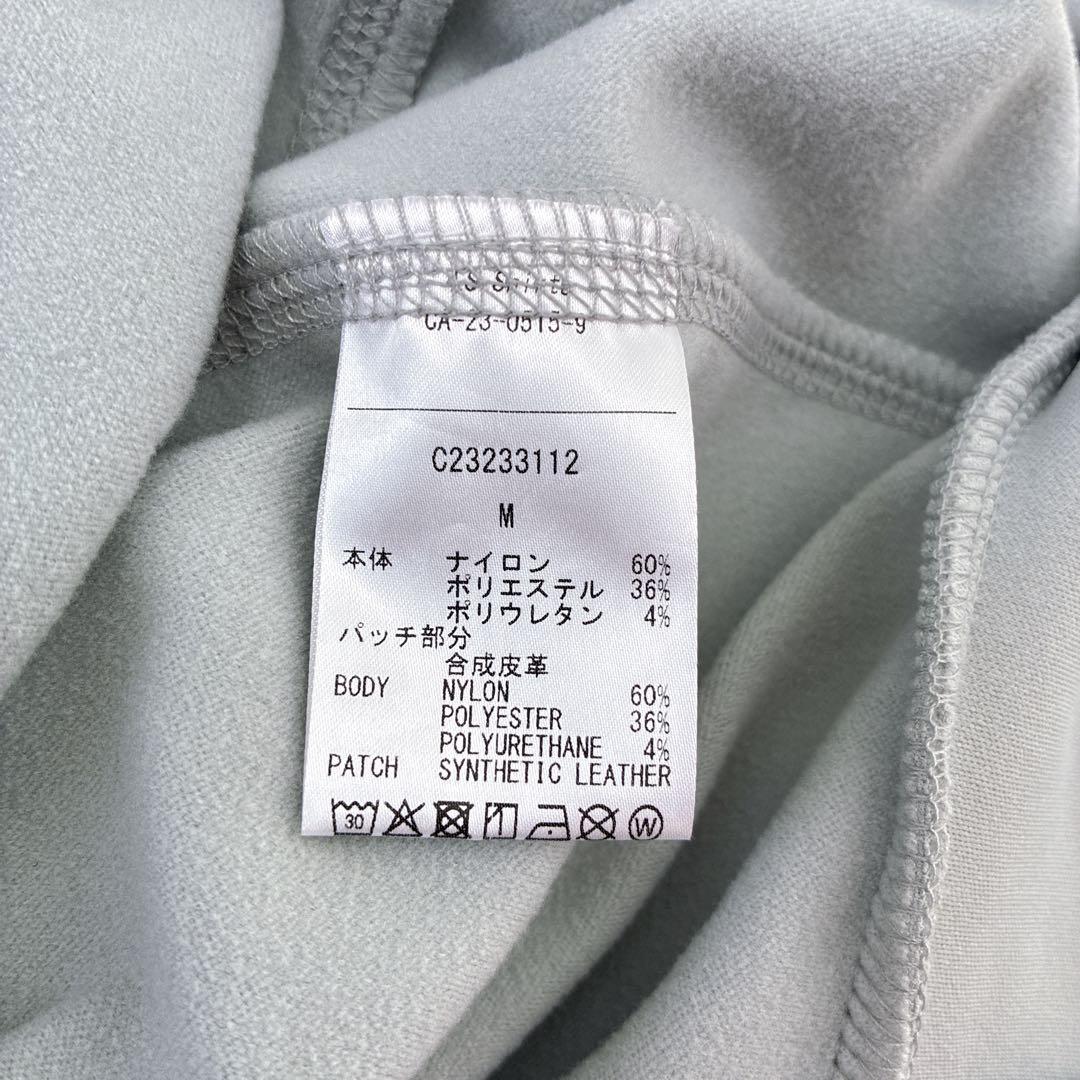 CA-23-0515-9
C23233112
M
本体 ナイロン 60%
ポリエステル 36%
ポリウレタン 4%
パッチ部分
合成皮革
BODY NYLON 60%
POLYESTER 36%
POLYURETHANE 4%
PATCH SYNTHETIC LEATHER
30 W